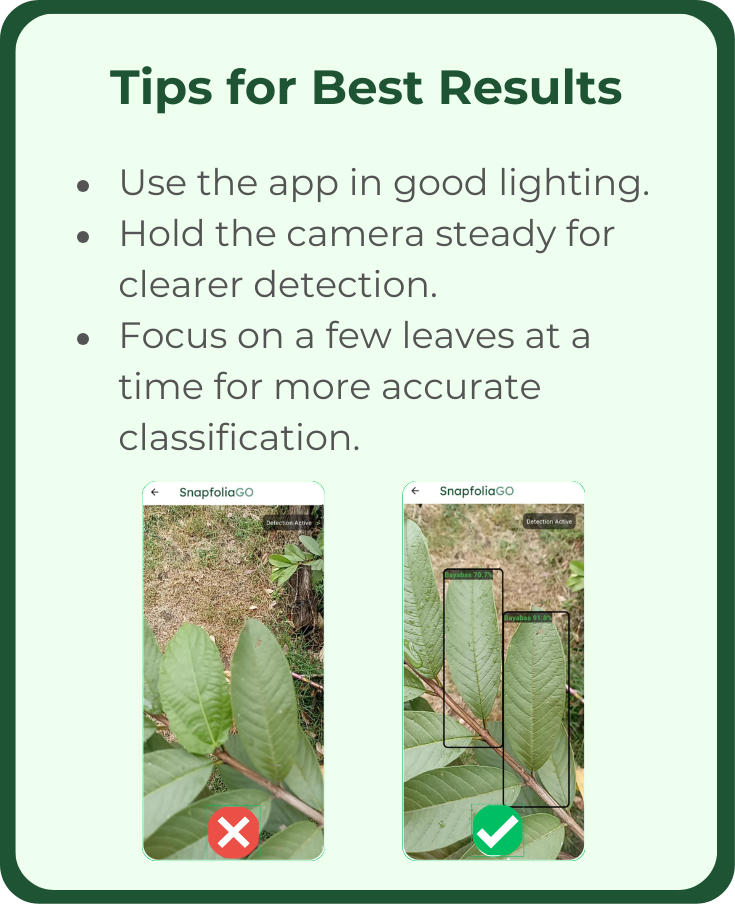 Tips for Best Results
• Use the app in good lighting.
• Hold the camera steady for
clearer detection.
• Focus on a few leaves at a
time for more accurate
classification.
SnapfoliaGO
Detection Active
SnapfoliaGO
Detection Active
Bayabas 70.7%
Bayabas 91.8%